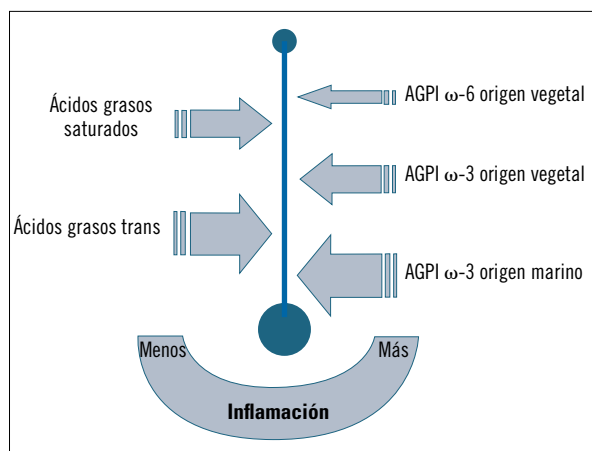 Ácidos grasos
saturados
Ácidos grasos trans
AGPI ω-6 origen vegetal
AGPI ω-3 origen vegetal
AGPI ω-3 origen marino
Menos
Más
Inflamación